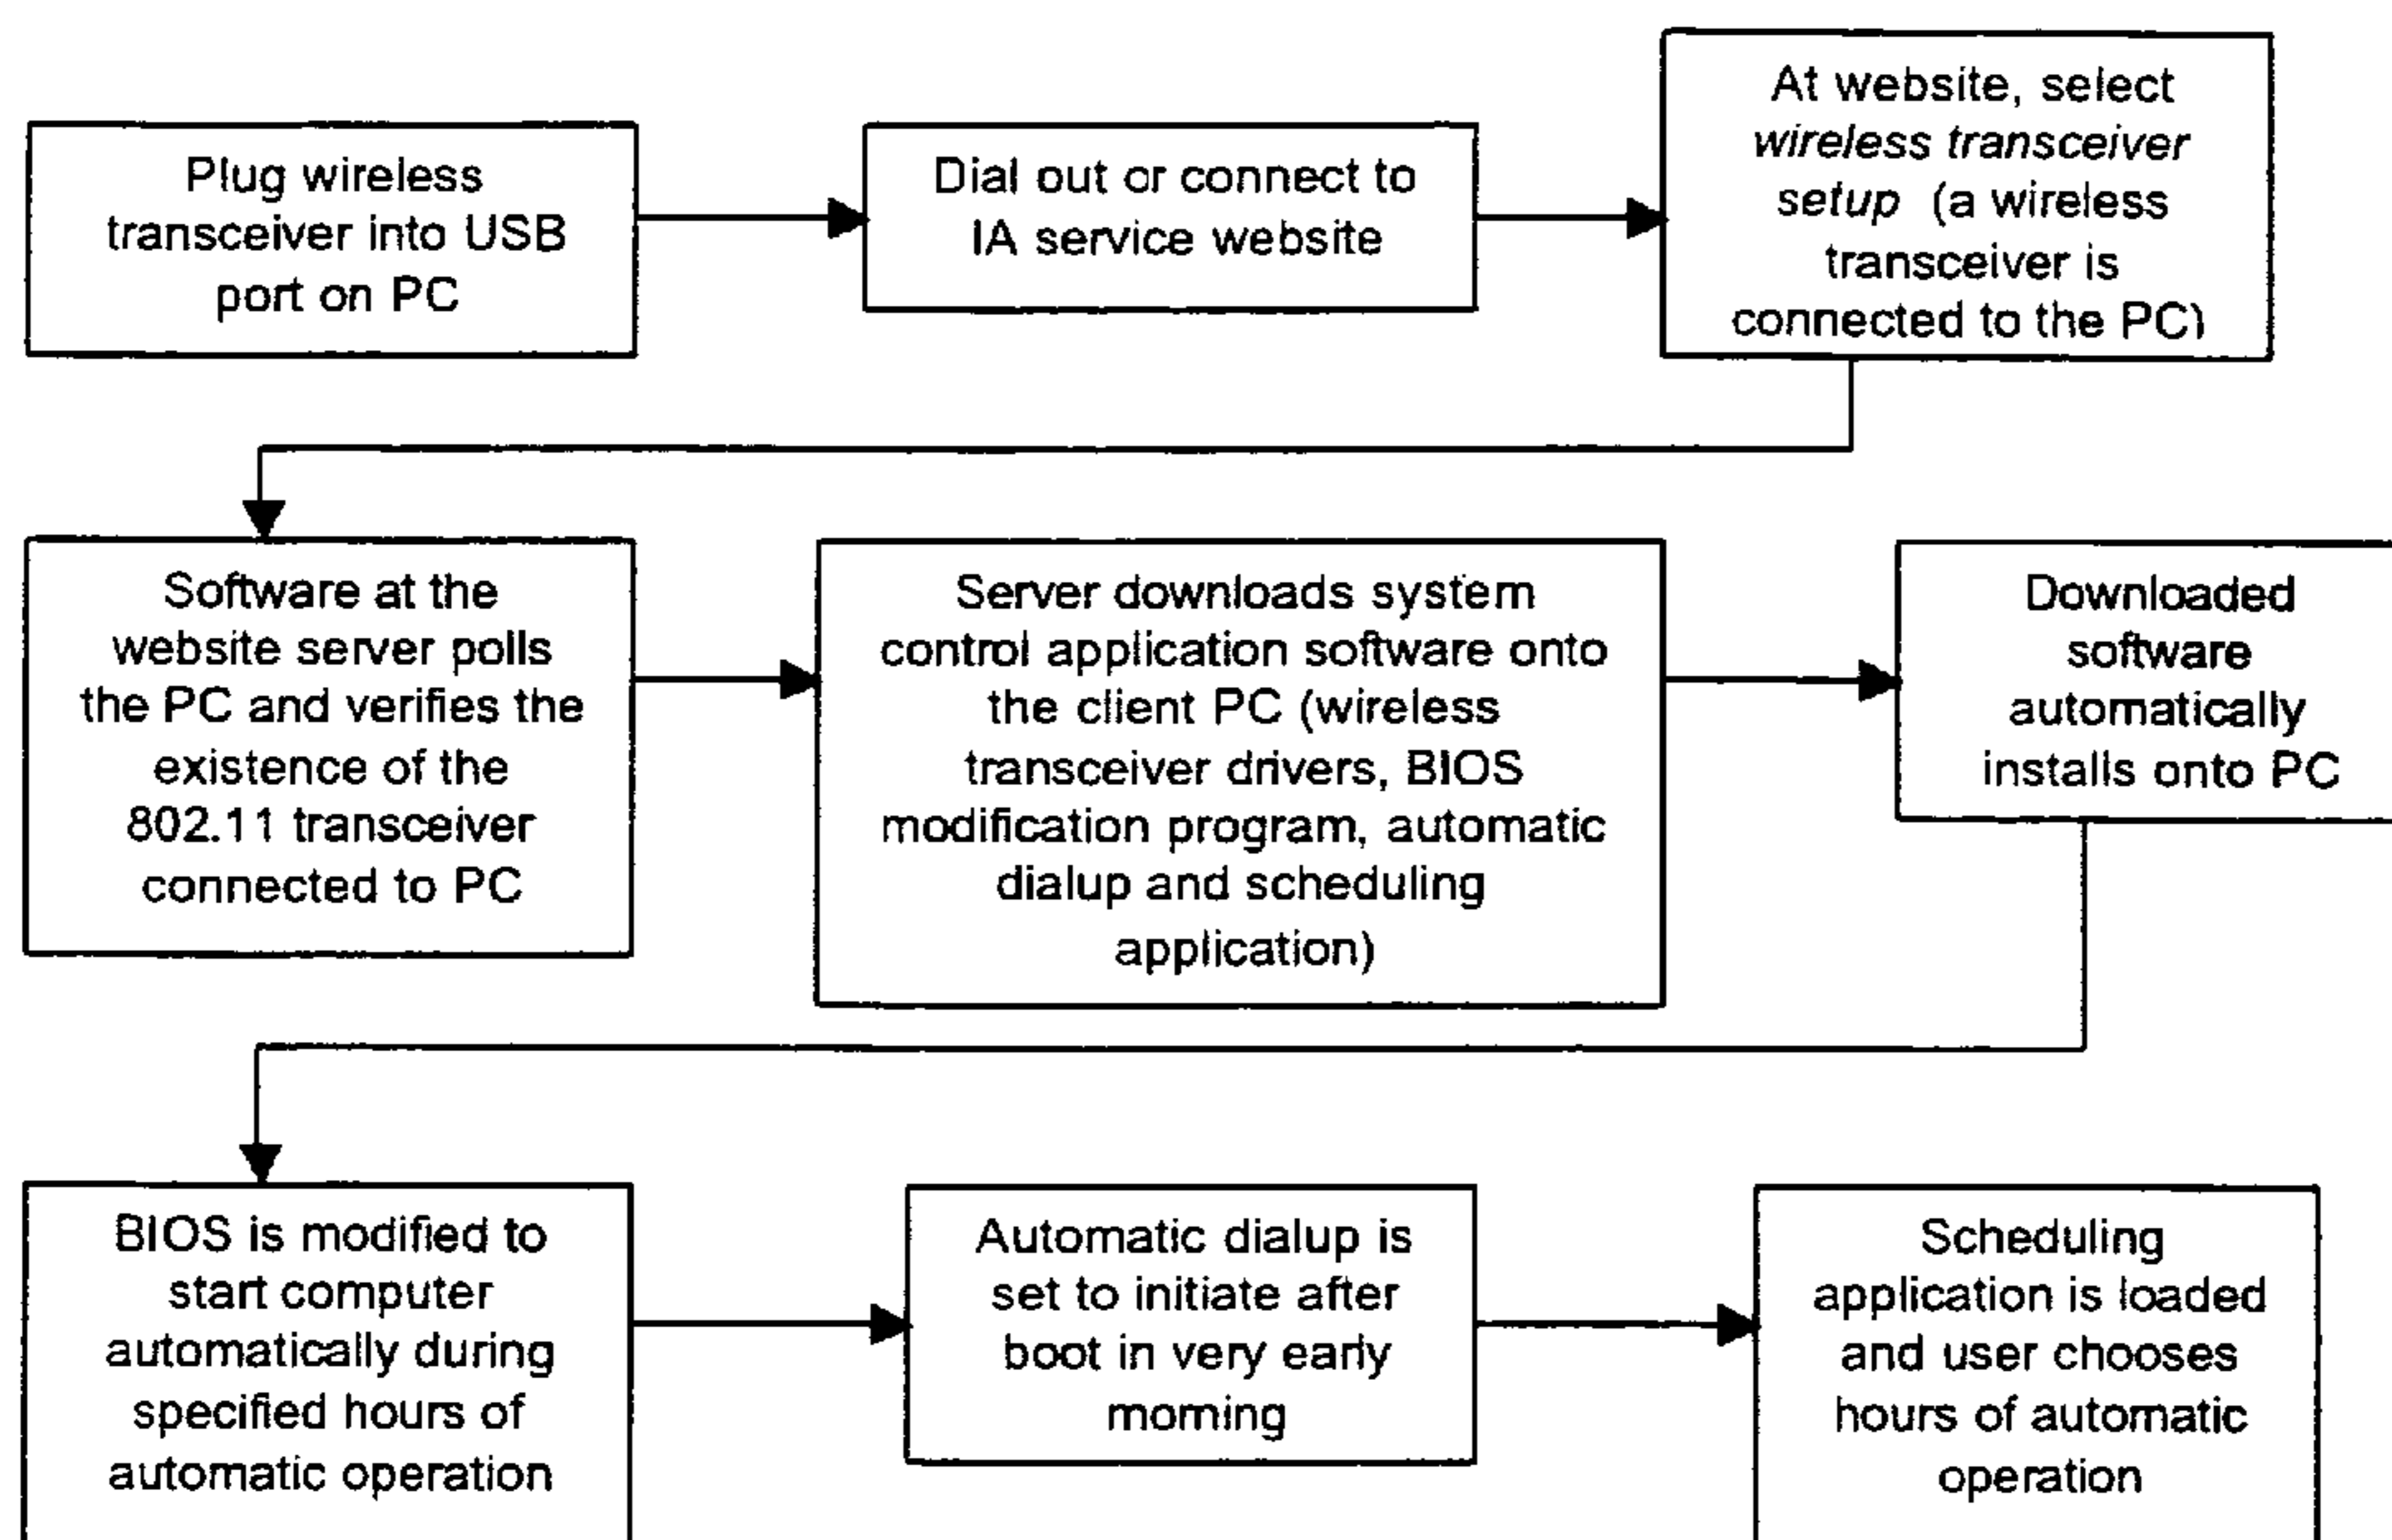 Plug wireless
transceiver into USB
port on PC
Dial out or connect to
IA service website
At website, select
wireless transceiver
setup (a wireless
transceiver is
connected to the PC)
Software at the
website server polls
the PC and verifies the
existence of the
802.11 transceiver
connected to PC
Server downloads system
control application software onto
the client PC (wireless
transceiver drivers, BIOS
modification program, automatic
dialup and scheduling
application)
Downloaded
software
automatically
installs onto PC
BIOS is modified to
start computer
automatically during
specified hours of
automatic operation
Automatic dialup is
set to initiate after
boot in very early
morning
Scheduling
application is loaded
and user chooses
hours of automatic
operation